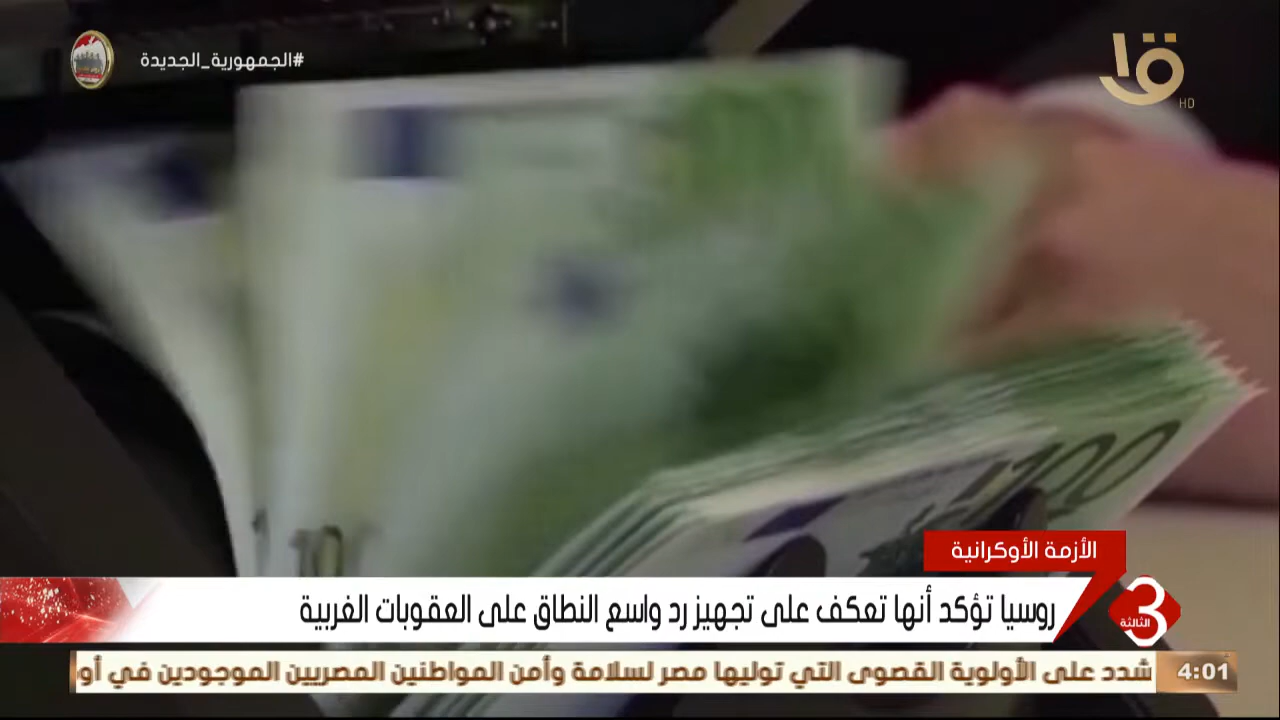 #الجمهورية_الجديدة
HD
100
الأزمة الأوكرانية
روسيا تؤكد أنها تعكف على تجهيز رد واسع النطاق على العقوبات الغربية
3
الثالثة
4:01
شدد على الأولوية القصوى التي توليها مصر لسلامة وأمن المواطنين المصريين الموجودين في أو